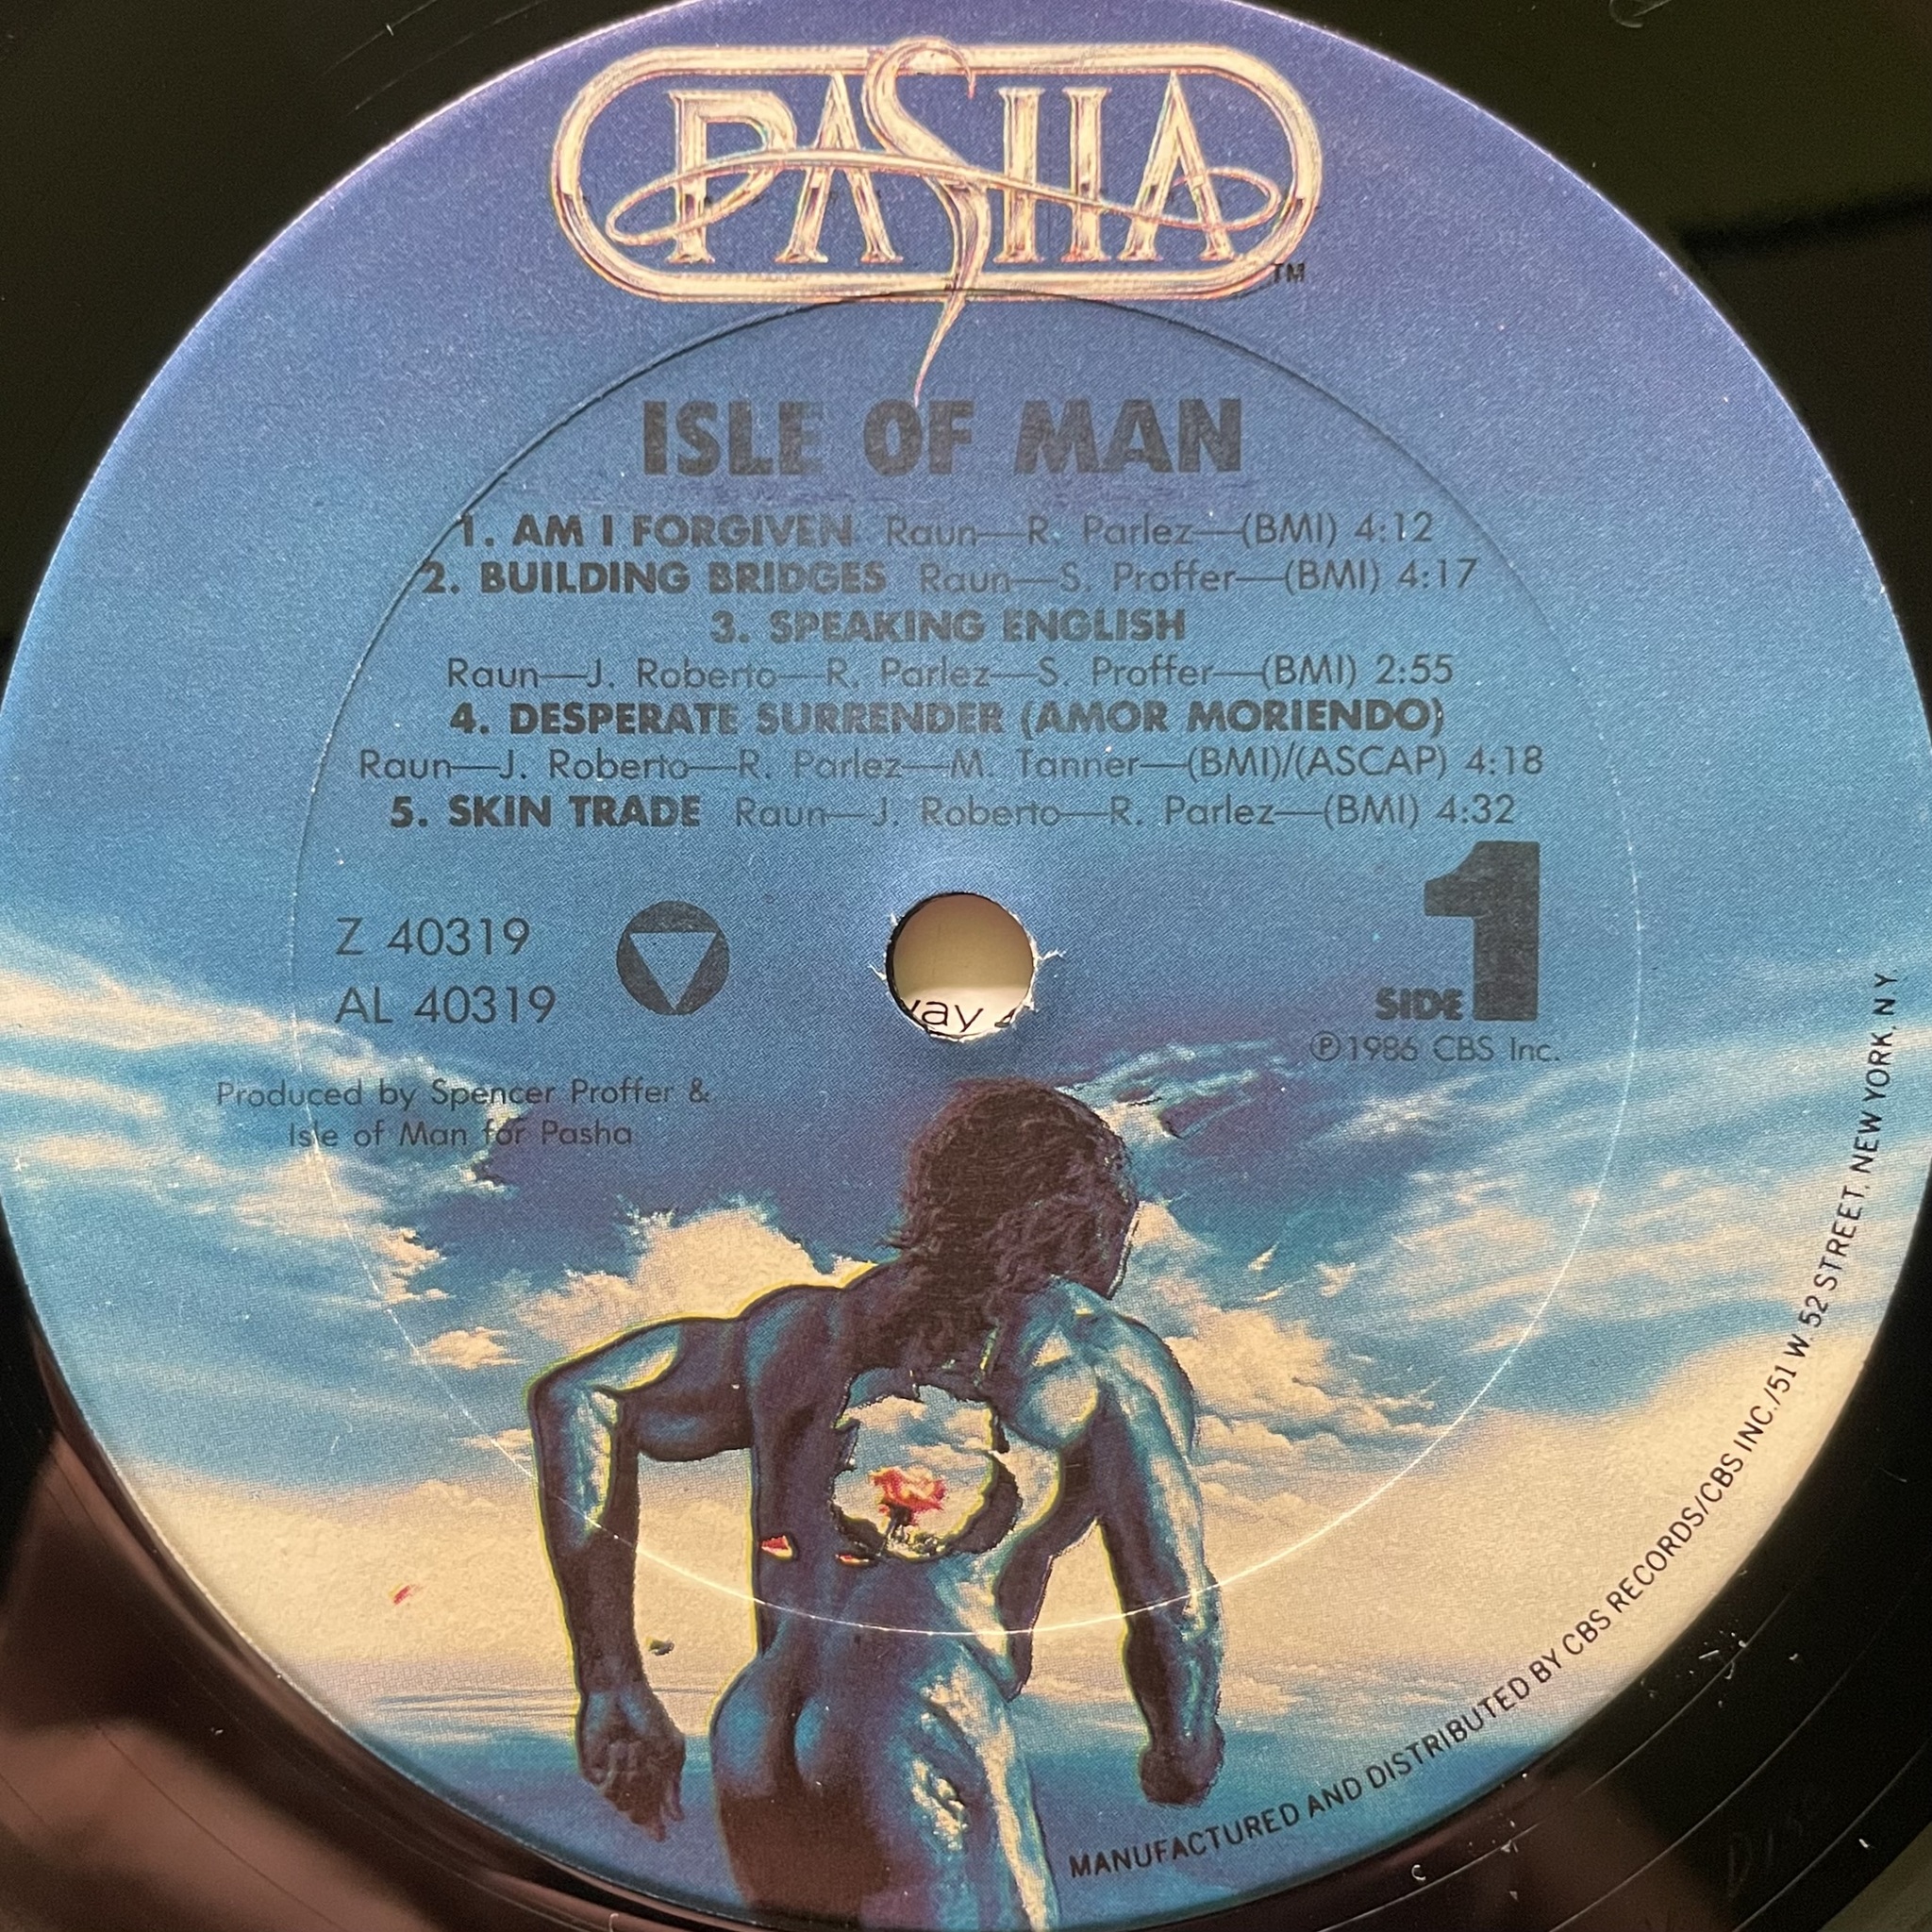 PASHA
TM
ISLE OF MAN
1. AM I FORGIVEN Raun—R. Parlez—(BMI) 4:12
2. BUILDING BRIDGES Raun—S. Proffer—(BMI) 4:17
3. SPEAKING ENGLISH
Raun—J. Roberto—R. Parlez—S. Proffer—(BMI) 2:55
4. DESPERATE SURRENDER (AMOR MORIENDO)
Raun—J. Roberto—R. Parlez—M. Tanner—(BMI)/(ASCAP) 4:18
5. SKIN TRADE Raun—J. Roberto—R. Parlez—(BMI) 4:32
Z 40319
AL 40319
SIDE 1
℗1986 CBS Inc.
Produced by Spencer Proffer &
Isle of Man for Pasha
MANUFACTURED AND DISTRIBUTED BY CBS RECORDS/CBS INC./51 W 52 STREET, NEW YORK, N Y